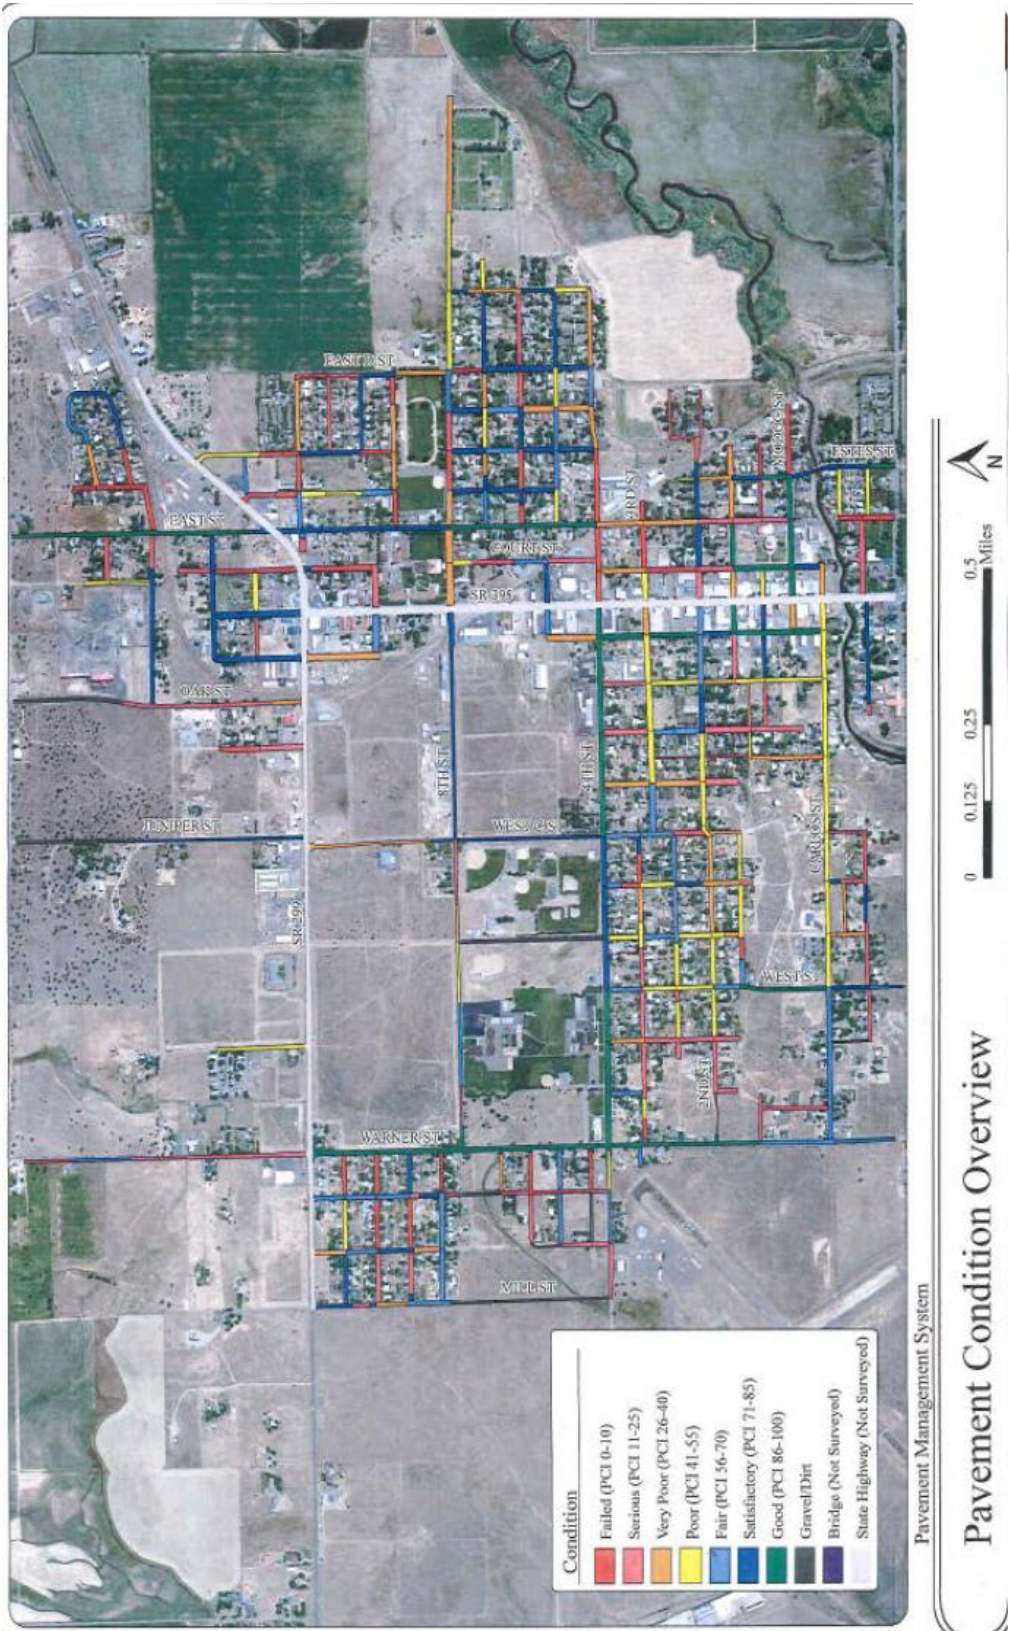 EAST D ST
EAST ST
COURT ST
2RD ST
MODOC ST
ESTES ST
SR 395
OAK ST
8TH ST
4TH ST
JUNIPER ST
WEST C ST
CARLOS ST
SR 299
WEST S
2ND ST
WARNER ST
MILL ST
Condition
Failed (PCI 0-10)
Serious (PCI 11-25)
Very Poor (PCI 26-40)
Poor (PCI 41-55)
Fair (PCI 56-70)
Satisfactory (PCI 71-85)
Good (PCI 86-100)
Gravel/Dirt
Bridge (Not Surveyed)
State Highway (Not Surveyed)
Pavement Management System
Pavement Condition Overview
0 0.125 0.25 0.5
Miles
N